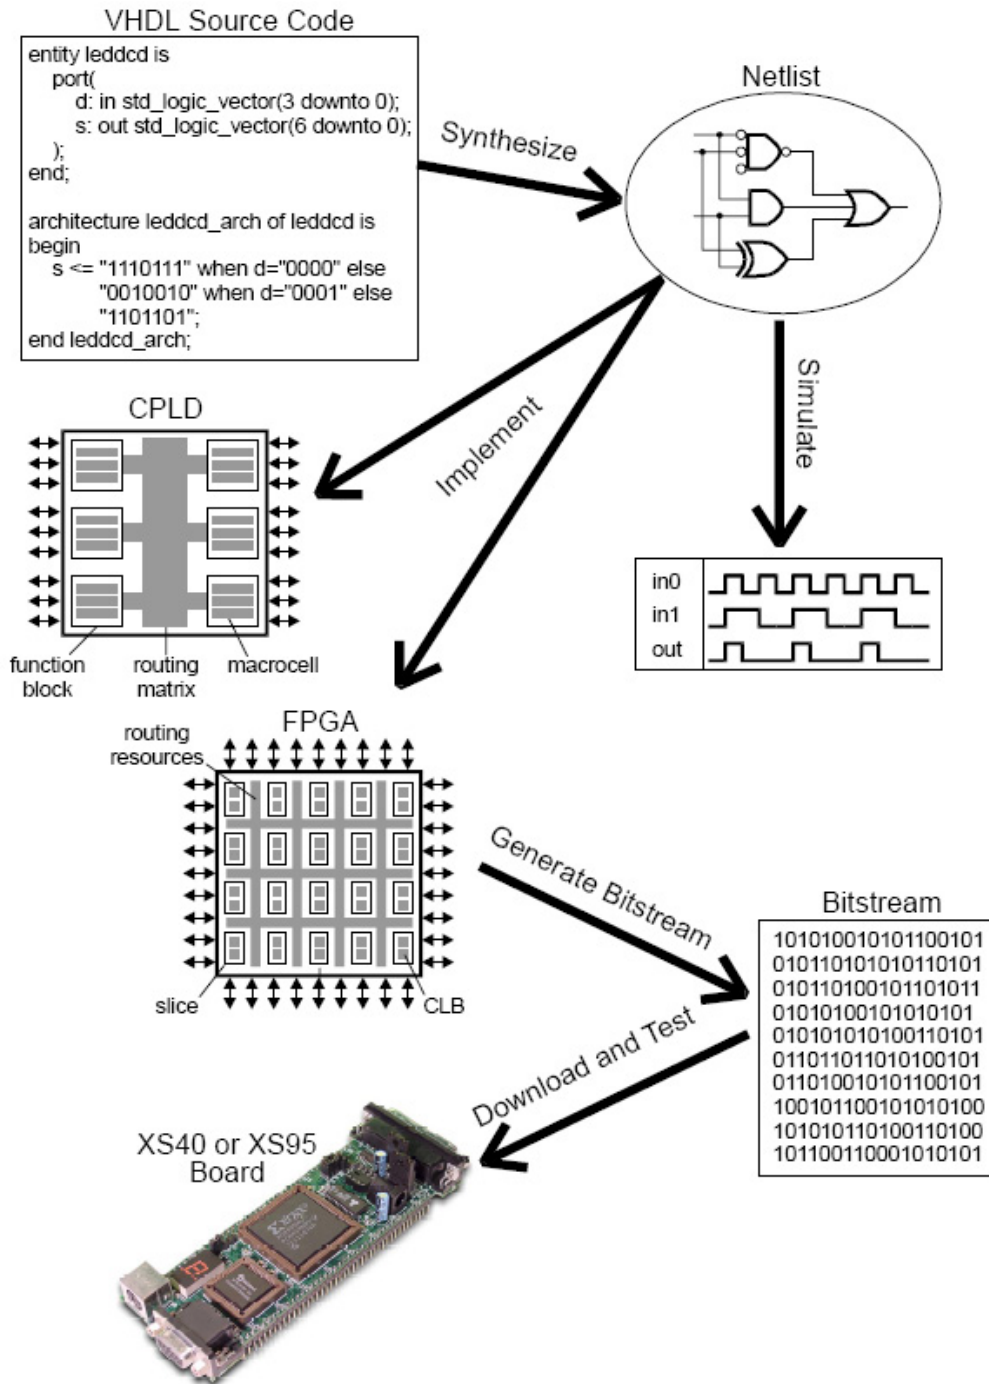 VHDL Source Code
entity leddcd is
port(
d: in std_logic_vector(3 downto 0);
s: out std_logic_vector(6 downto 0);
);
end;
architecture leddcd_arch of leddcd is
begin
s <= "1110111" when d="0000" else
"0010010" when d="0001" else
"1101101";
end leddcd_arch;
Synthesize
Netlist
Implement
Simulate
in0
in1
out
CPLD
function
block
routing
matrix
macrocell
FPGA
routing
resources
slice
CLB
Generate Bitstream
Bitstream
101010010101100101
010110101010110101
010110100101101011
01010100101010101
010101010100110101
011011011010100101
011010010101100101
100101100101010100
101010110100110100
101100110001010101
Download and Test
XS40 or XS95
Board